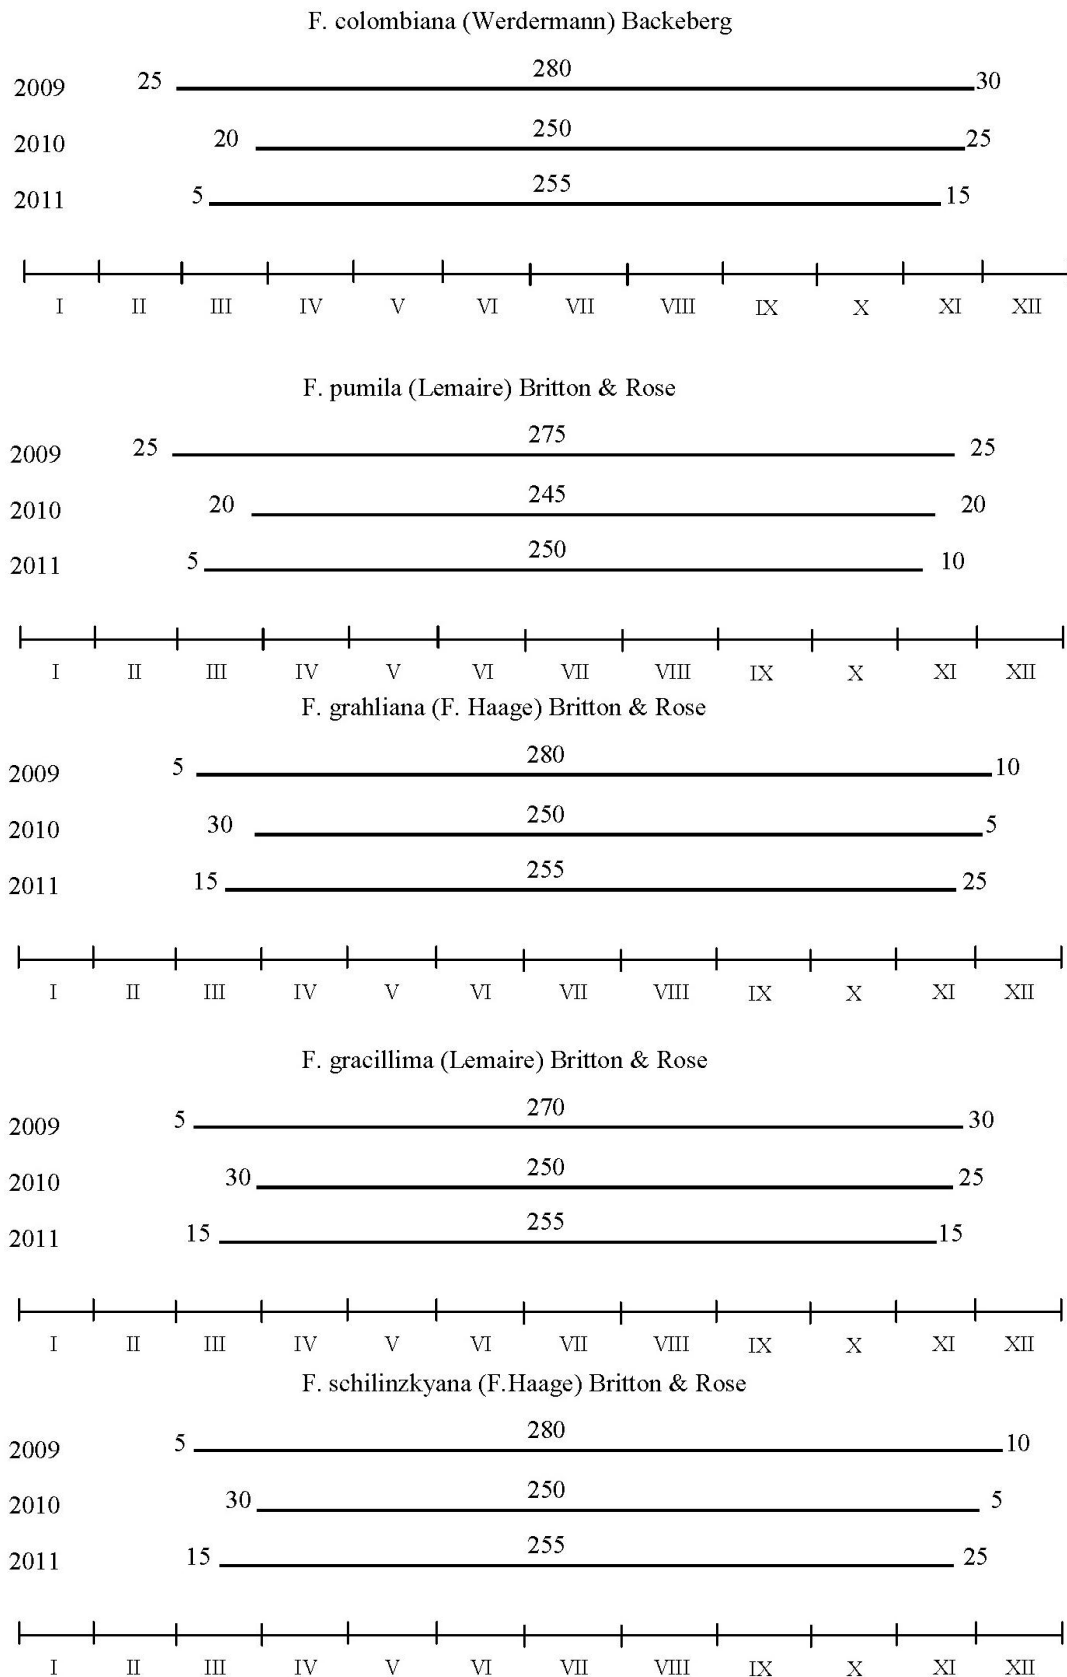 F. colombiana (Werdermann) Backeberg
2009 25 280 30
2010 20 250 25
2011 5 255 15
I II III IV V VI VII VIII IX X XI XII
F. pumila (Lemaire) Britton & Rose
2009 25 275 25
2010 20 245 20
2011 5 250 10
I II III IV V VI VII VIII IX X XI XII
F. grahliana (F. Haage) Britton & Rose
2009 5 280 10
2010 30 250 5
2011 15 255 25
I II III IV V VI VII VIII IX X XI XII
F. gracillima (Lemaire) Britton & Rose
2009 5 270 30
2010 30 250 25
2011 15 255 15
I II III IV V VI VII VIII IX X XI XII
F. schilinzkyana (F.Haage) Britton & Rose
2009 5 280 10
2010 30 250 5
2011 15 255 25
I II III IV V VI VII VIII IX X XI XII